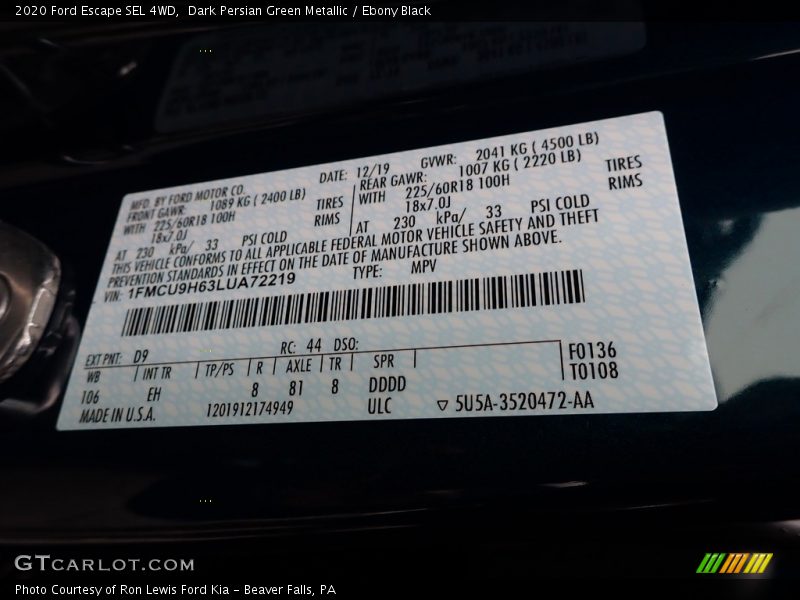 2020 Ford Escape SEL 4WD,  Dark Persian Green Metallic / Ebony Black
MFD. BY FORD MOTOR CO.
DATE: 12/19
GVWR: 2041 KG ( 4500 LB)
FRONT GAWR: 1089 KG ( 2400 LB)
REAR GAWR: 1007 KG ( 2220 LB)
WITH 225/60R18 100H TIRES
WITH 225/60R18 100H TIRES
18x7.0J RIMS
18x7.0J RIMS
AT 230 kPa/ 33 PSI COLD
AT 230 kPa/ 33 PSI COLD
THIS VEHICLE CONFORMS TO ALL APPLICABLE FEDERAL MOTOR VEHICLE SAFETY AND THEFT
PREVENTION STANDARDS IN EFFECT ON THE DATE OF MANUFACTURE SHOWN ABOVE.
VIN: 1FMCU9H63LUA72219
TYPE: MPV
EXT PNT: D9
RC: 44 DSO:
F0136
WB INT TR TP/PS R AXLE TR SPR
T0108
106 EH 8 81 8 DDDD
MADE IN U.S.A. 1201912174949 ULC ▽ 5U5A-3520472-AA
GTCARLOT.COM
Photo Courtesy of Ron Lewis Ford Kia - Beaver Falls, PA